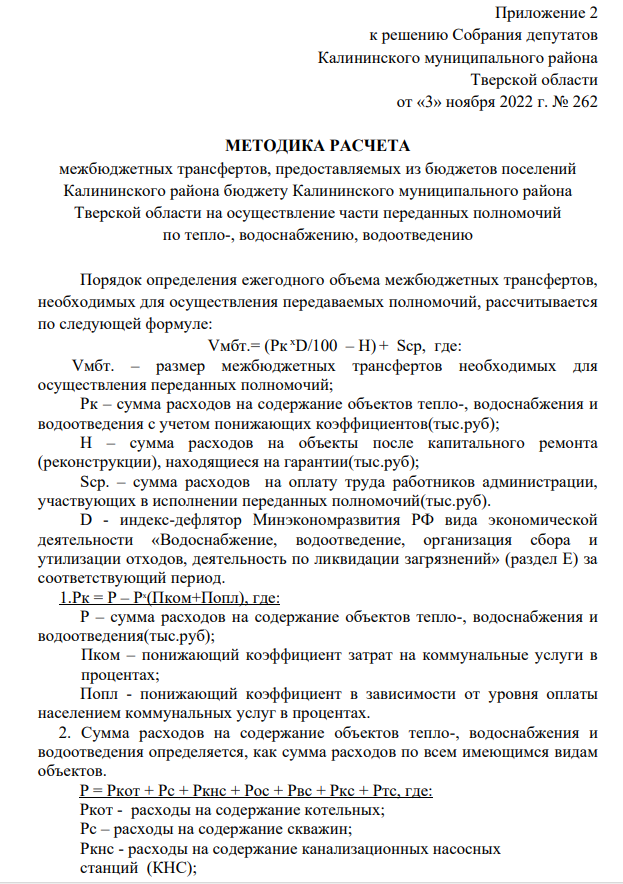 Приложение 2
к решению Собрания депутатов
Калининского муниципального района
Тверской области
от «3» ноября 2022 г. № 262
МЕТОДИКА РАСЧЕТА
межбюджетных трансфертов, предоставляемых из бюджетов поселений
Калининского района бюджету Калининского муниципального района
Тверской области на осуществление части переданных полномочий
по тепло-, водоснабжению, водоотведению
Порядок определения ежегодного объема межбюджетных трансфертов,
необходимых для осуществления передаваемых полномочий, рассчитывается
по следующей формуле:
Vмбт.= (Рк ˣD/100 – Н) + Sср, где:
Vмбт. – размер межбюджетных трансфертов необходимых для
осуществления переданных полномочий;
Рк – сумма расходов на содержание объектов тепло-, водоснабжения и
водоотведения с учетом понижающих коэффициентов(тыс.руб);
Н – сумма расходов на объекты после капитального ремонта
(реконструкции), находящиеся на гарантии(тыс.руб);
Sср. – сумма расходов на оплату труда работников администрации,
участвующих в исполнении переданных полномочий(тыс.руб).
D - индекс-дефлятор Минэкономразвития РФ вида экономической
деятельности «Водоснабжение, водоотведение, организация сбора и
утилизации отходов, деятельность по ликвидации загрязнений» (раздел Е) за
соответствующий период.
1.Рк = Р – Рˣ(Пком+Попл), где:
Р – сумма расходов на содержание объектов тепло-, водоснабжения и
водоотведения(тыс.руб);
Пком – понижающий коэффициент затрат на коммунальные услуги в
процентах;
Попл - понижающий коэффициент в зависимости от уровня оплаты
населением коммунальных услуг в процентах.
2. Сумма расходов на содержание объектов тепло-, водоснабжения и
водоотведения определяется, как сумма расходов по всем имеющимся видам
объектов.
Р = Ркот + Рс + Ркнс + Рос + Рвс + Ркс + Ртс, где:
Ркот - расходы на содержание котельных;
Рс – расходы на содержание скважин;
Ркнс - расходы на содержание канализационных насосных
станций (КНС);